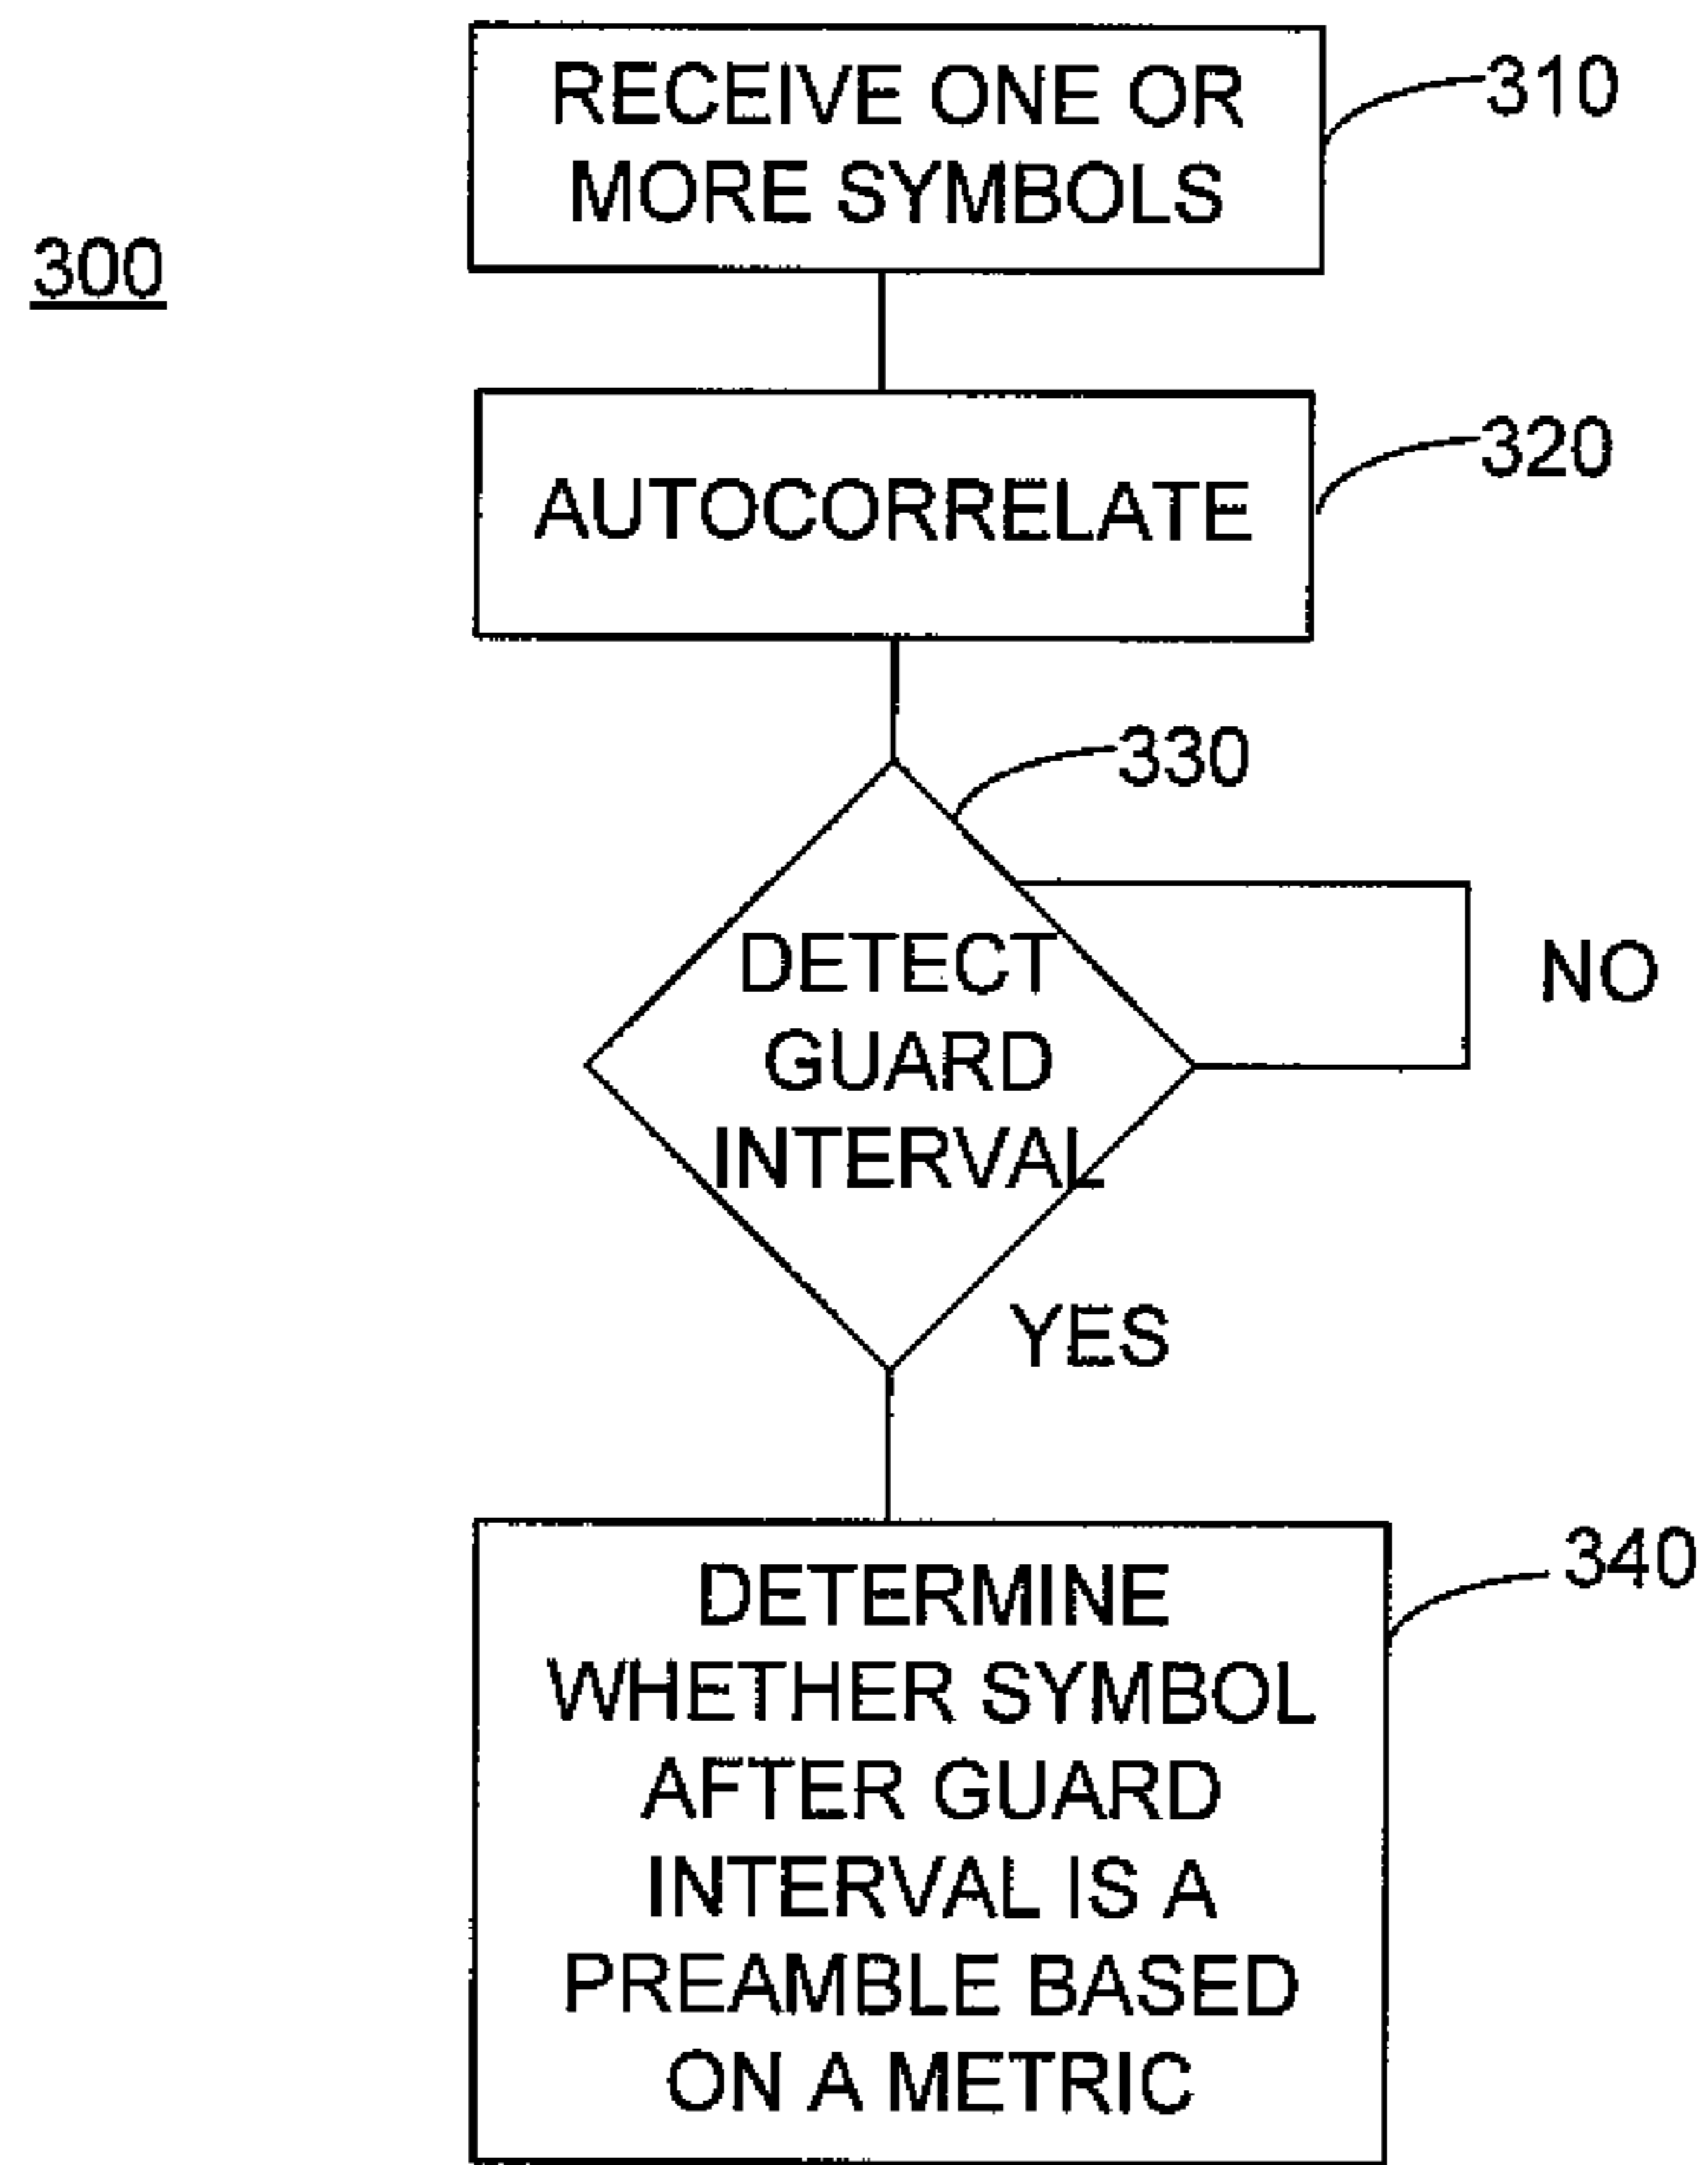 RECEIVE ONE OR
MORE SYMBOLS
310
300
AUTOCORRELATE
320
330
DETECT
GUARD
INTERVAL
NO
YES
DETERMINE
WHETHER SYMBOL
AFTER GUARD
INTERVAL IS A
PREAMBLE BASED
ON A METRIC
340